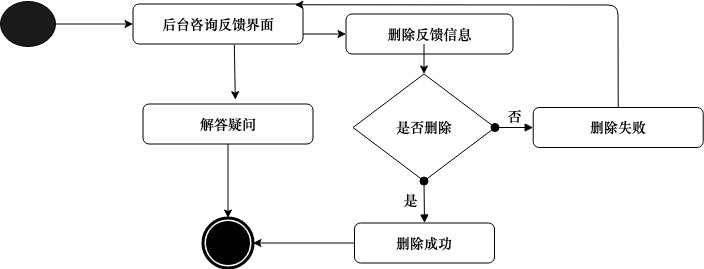 后台咨询反馈界面
删除反馈信息
解答疑问
是否删除
否
删除失败
是
删除成功